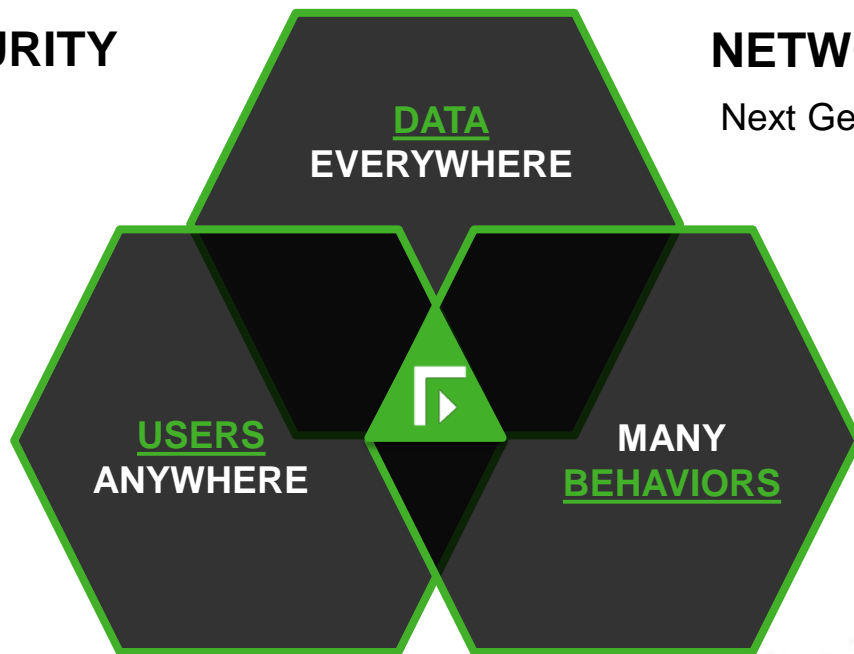 URITY
NETW
Next Ge
DATA
EVERYWHERE
USERS
ANYWHERE
MANY
BEHAVIORS